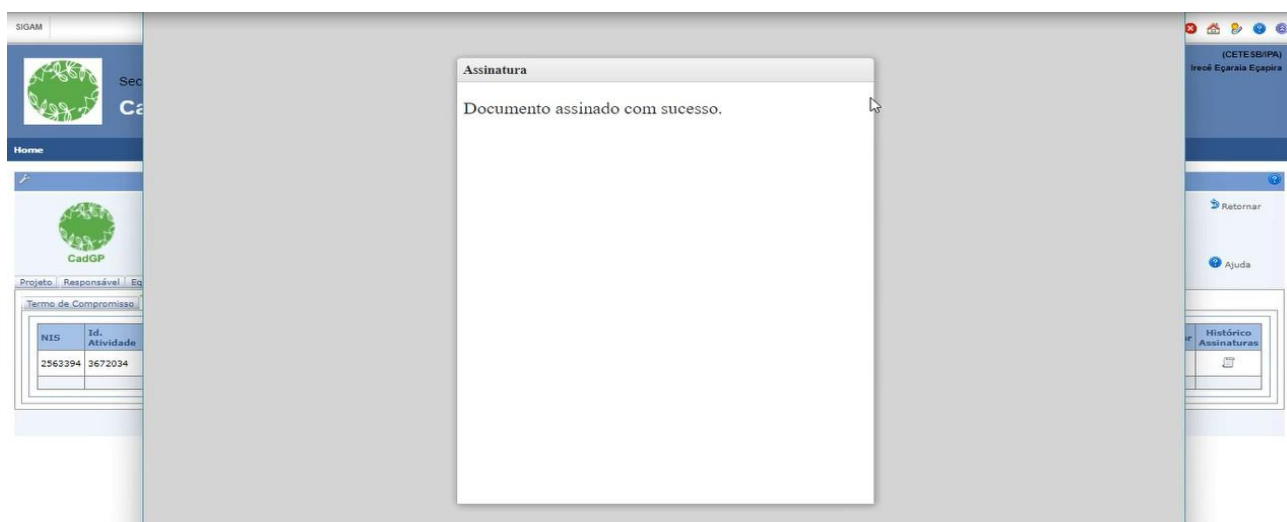 SIGAM
(CETESB/IPA)
Irecê Eçaraia Eçapira
Sec
Ca
Home
Assinatura
Documento assinado com sucesso.
CadGP
Retornar
Ajuda
Projeto Responsável Eq
Termo de Compromisso
NIS Id. Atividade
r Histórico Assinaturas
2563394 3672034